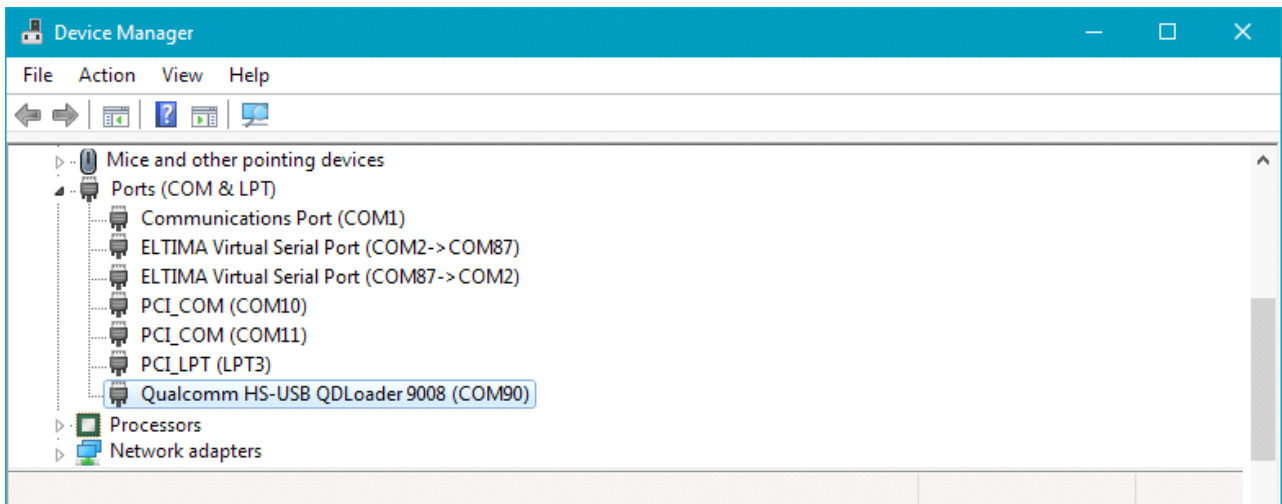 Device Manager
File Action View Help
Mice and other pointing devices
Ports (COM & LPT)
Communications Port (COM1)
ELTIMA Virtual Serial Port (COM2->COM87)
ELTIMA Virtual Serial Port (COM87->COM2)
PCI_COM (COM10)
PCI_COM (COM11)
PCI_LPT (LPT3)
Qualcomm HS-USB QDLoader 9008 (COM90)
Processors
Network adapters